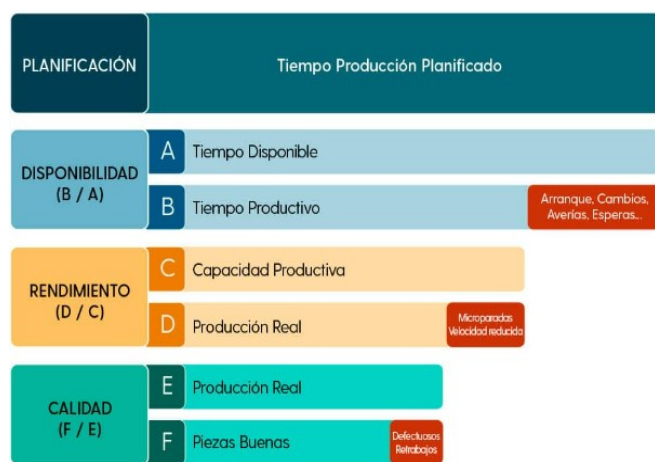 PLANIFICACIÓN
Tiempo Producción Planificado
DISPONIBILIDAD
(B / A)
A
Tiempo Disponible
B
Tiempo Productivo
Arranque, Cambios,
Averías, Esperas...
RENDIMIENTO
(D / C)
C
Capacidad Productiva
D
Producción Real
Microparadas
Velocidad reducida
CALIDAD
(F / E)
E
Producción Real
F
Piezas Buenas
Defectuosos
Retrabajos